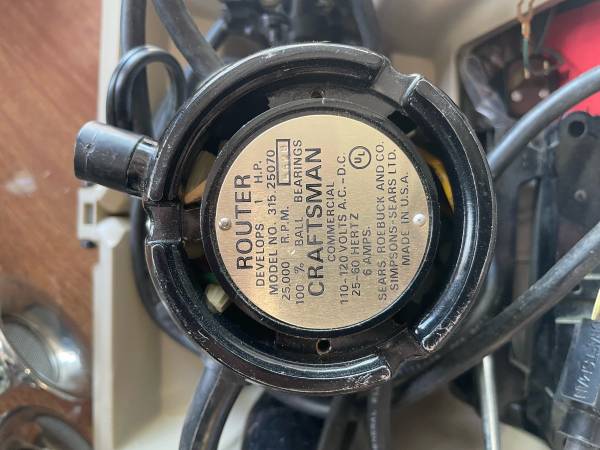 ROUTER
DEVELOPS 1 H.P.
MODEL NO. 315.25070
25,000 R.P.M.
100 % BALL BEARINGS
CRAFTSMAN
COMMERCIAL
110-120 VOLTS A.C.-D.C.
25-60 HERTZ
6 AMPS.
UL
SEARS, ROEBUCK AND CO.
SIMPSONS-SEARS LTD.
MADE IN U.S.A.